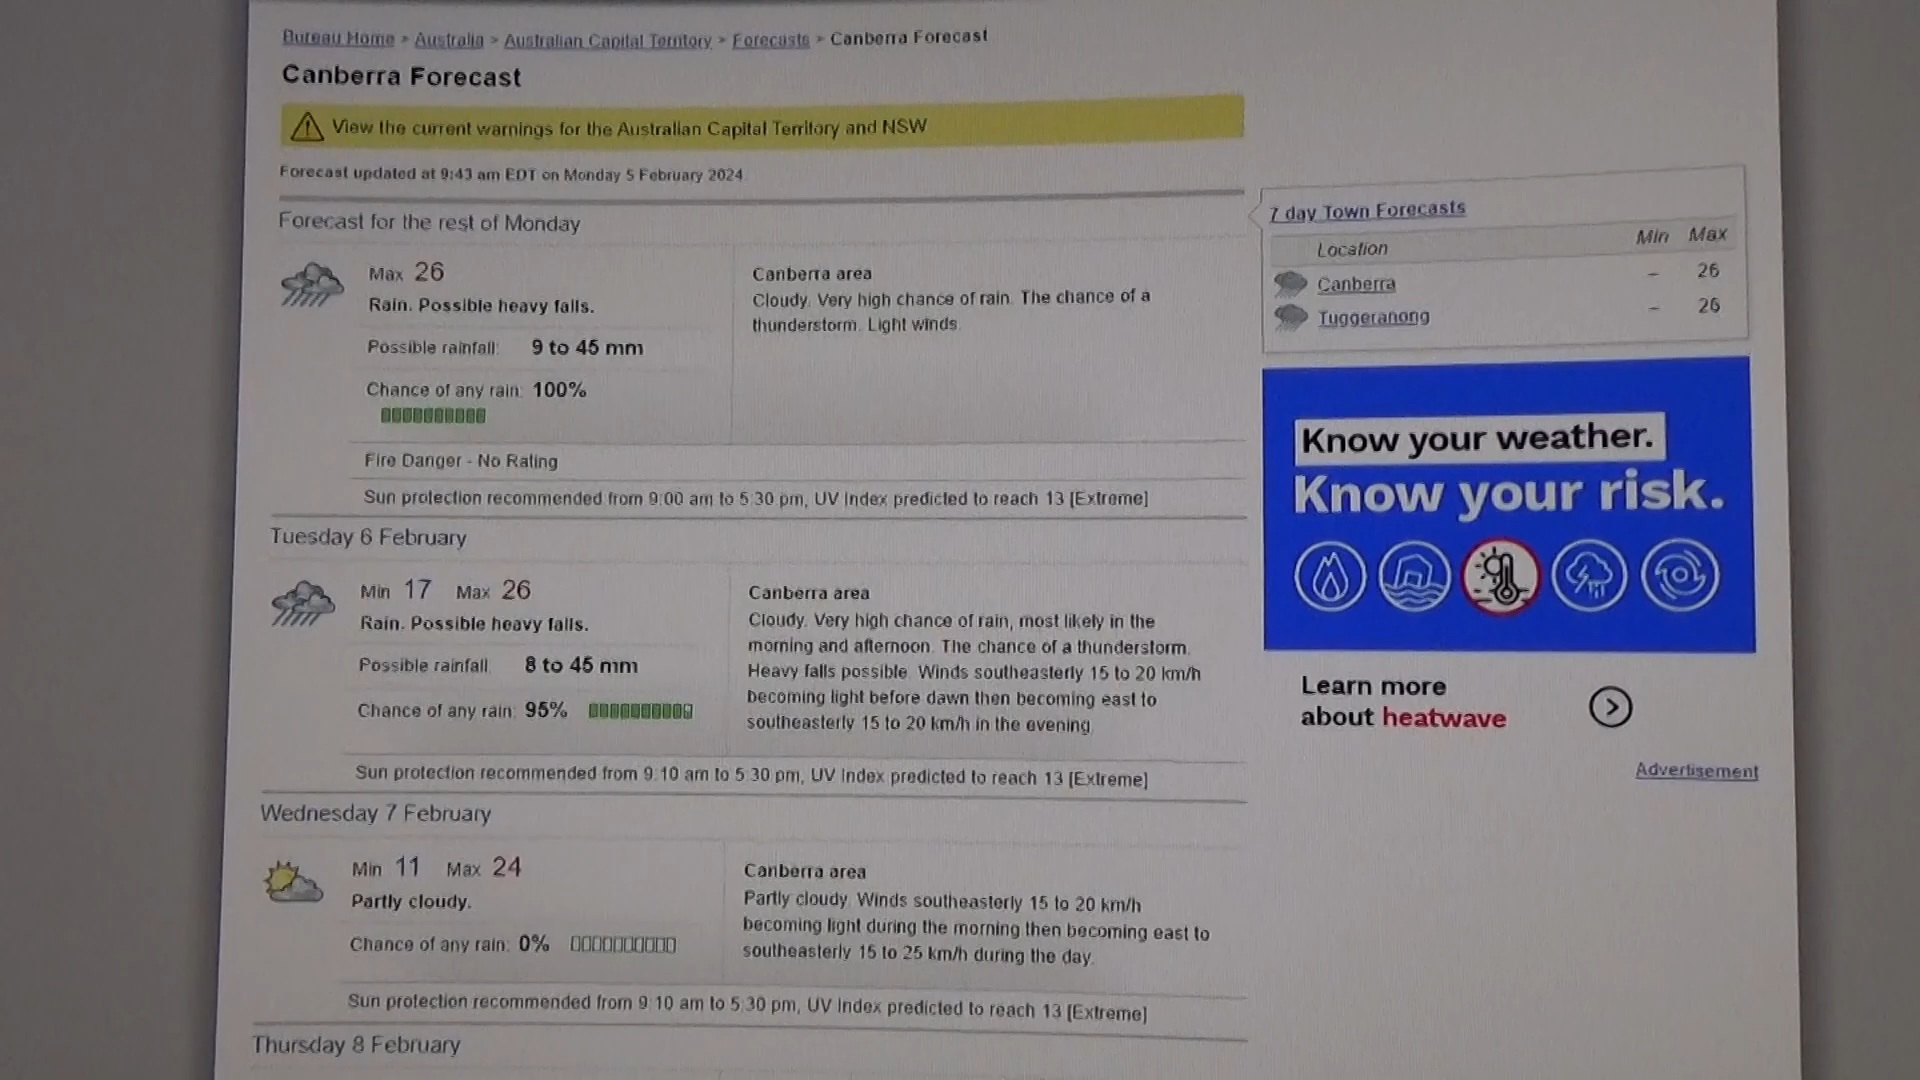 Bureau Home > Australia > Australian Capital Territory > Forecasts > Canberra Forecast
Canberra Forecast
View the current warnings for the Australian Capital Territory and NSW
Forecast updated at 9:43 am EDT on Monday 5 February 2024
Forecast for the rest of Monday
Max 26
Rain. Possible heavy falls.
Possible rainfall: 9 to 45 mm
Chance of any rain: 100%
Canberra area
Cloudy. Very high chance of rain. The chance of a
thunderstorm. Light winds.
Fire Danger - No Rating
Sun protection recommended from 9:00 am to 5:30 pm, UV Index predicted to reach 13 [Extreme]
Tuesday 6 February
Min 17 Max 26
Rain. Possible heavy falls.
Possible rainfall: 8 to 45 mm
Chance of any rain: 95%
Canberra area
Cloudy. Very high chance of rain, most likely in the
morning and afternoon. The chance of a thunderstorm.
Heavy falls possible. Winds southeasterly 15 to 20 km/h
becoming light before dawn then becoming east to
southeasterly 15 to 20 km/h in the evening.
Sun protection recommended from 9:10 am to 5:30 pm, UV Index predicted to reach 13 [Extreme]
Wednesday 7 February
Min 11 Max 24
Partly cloudy.
Chance of any rain: 0%
Canberra area
Partly cloudy. Winds southeasterly 15 to 20 km/h
becoming light during the morning then becoming east to
southeasterly 15 to 25 km/h during the day.
Sun protection recommended from 9:10 am to 5:30 pm, UV Index predicted to reach 13 [Extreme]
Thursday 8 February
7 day Town Forecasts
Location Min Max
Canberra – 26
Tuggeranong – 26
Know your weather.
Know your risk.
Learn more
about heatwave
Advertisement